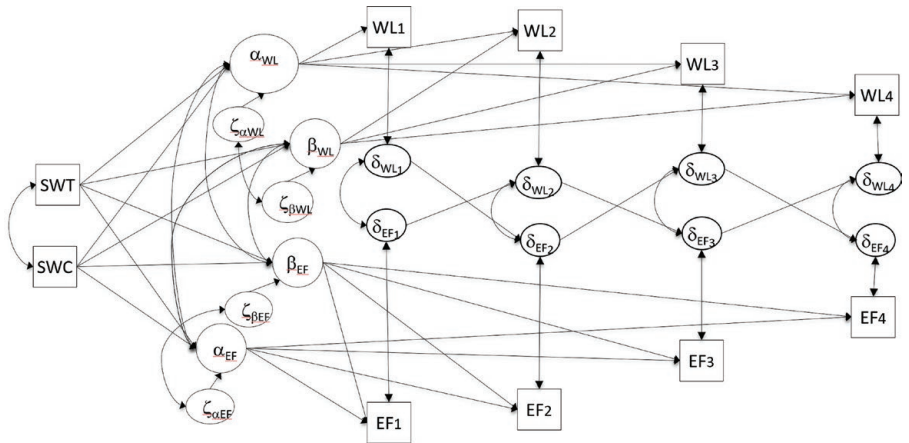 WL1
WL2
WL3
WL4
αWL
ζαWL
βWL
ζβWL
δWL1
δWL2
δWL3
δWL4
SWT
SWC
δEF1
δEF2
δEF3
δEF4
βEF
ζβEF
αEF
ζαEF
EF1
EF2
EF3
EF4